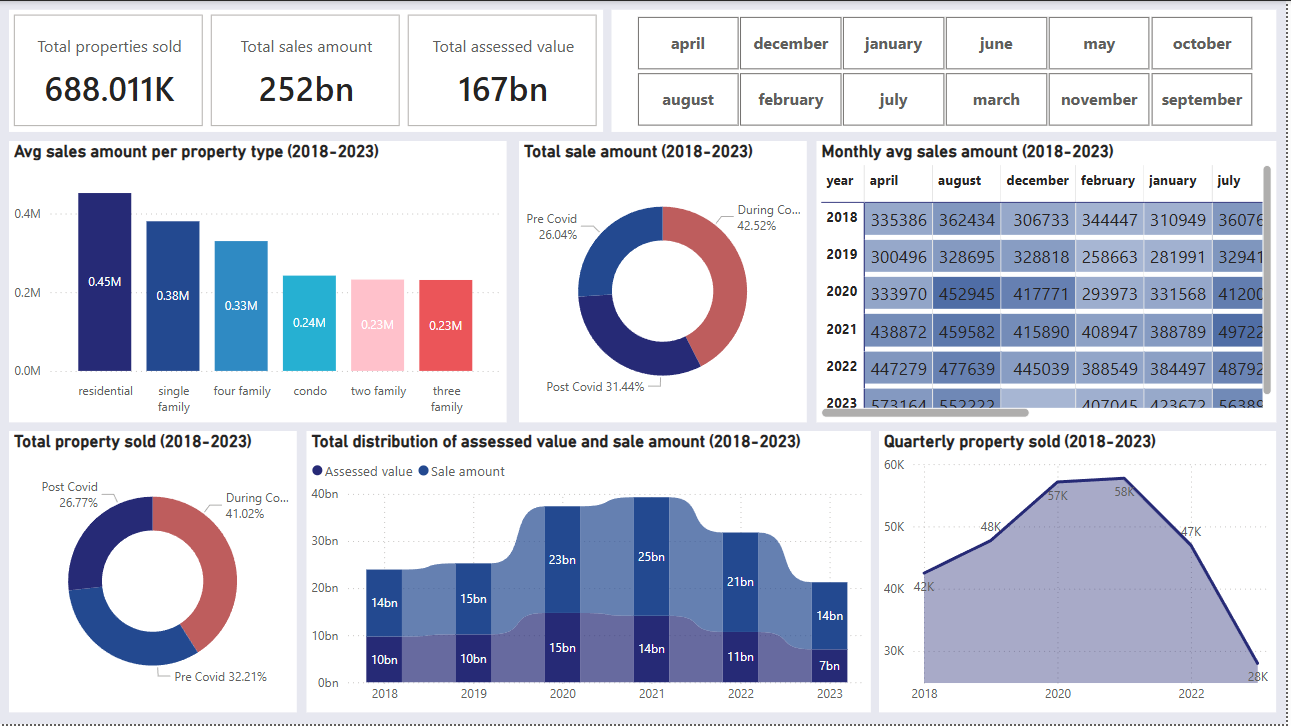 Total properties sold
688.011K
Total sales amount
252bn
Total assessed value
167bn
april december january june may october
august february july march november september
Avg sales amount per property type (2018-2023)
0.4M
0.2M
0.0M
0.45M
0.38M
0.33M
0.24M
0.23M
0.23M
residential single family four family condo two family three family
Total sale amount (2018-2023)
Pre Covid
26.04%
During Co...
42.52%
Post Covid 31.44%
Monthly avg sales amount (2018-2023)
year april august december february january july
2018 335386 362434 306733 344447 310949 36076
2019 300496 328695 328818 258663 281991 32941
2020 333970 452945 417771 293973 331568 41200
2021 438872 459582 415890 408947 388789 49722
2022 447279 477639 445039 388549 384497 48792
2023 573164 552222 407045 423672 56389
Total property sold (2018-2023)
Post Covid
26.77%
During Co...
41.02%
Pre Covid 32.21%
Total distribution of assessed value and sale amount (2018-2023)
Assessed value Sale amount
40bn
30bn
20bn
10bn
0bn
14bn
15bn
23bn
25bn
21bn
14bn
10bn
10bn
15bn
14bn
11bn
7bn
2018 2019 2020 2021 2022 2023
Quarterly property sold (2018-2023)
60K
50K
40K
30K
42K
48K
57K
58K
47K
28K
2018 2020 2022